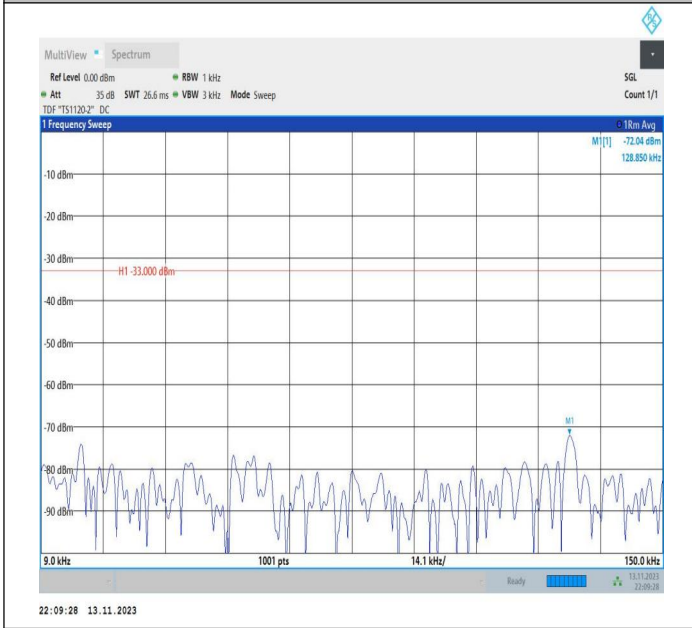 R&S
MultiView Spectrum
Ref Level 0.00 dBm RBW 1 kHz SGL
Att 35 dB SWT 26.6 ms VBW 3 kHz Mode Sweep Count 1/1
TDF "TS1120-2" DC
1 Frequency Sweep 1Rm Avg
M1[1] -72.04 dBm
128.850 kHz
-10 dBm
-20 dBm
-30 dBm
H1 -33.000 dBm
-40 dBm
-50 dBm
-60 dBm
-70 dBm
M1
-80 dBm
-90 dBm
9.0 kHz 1001 pts 14.1 kHz/ 150.0 kHz
Ready 13.11.2023
22:09:28
22:09:28 13.11.2023